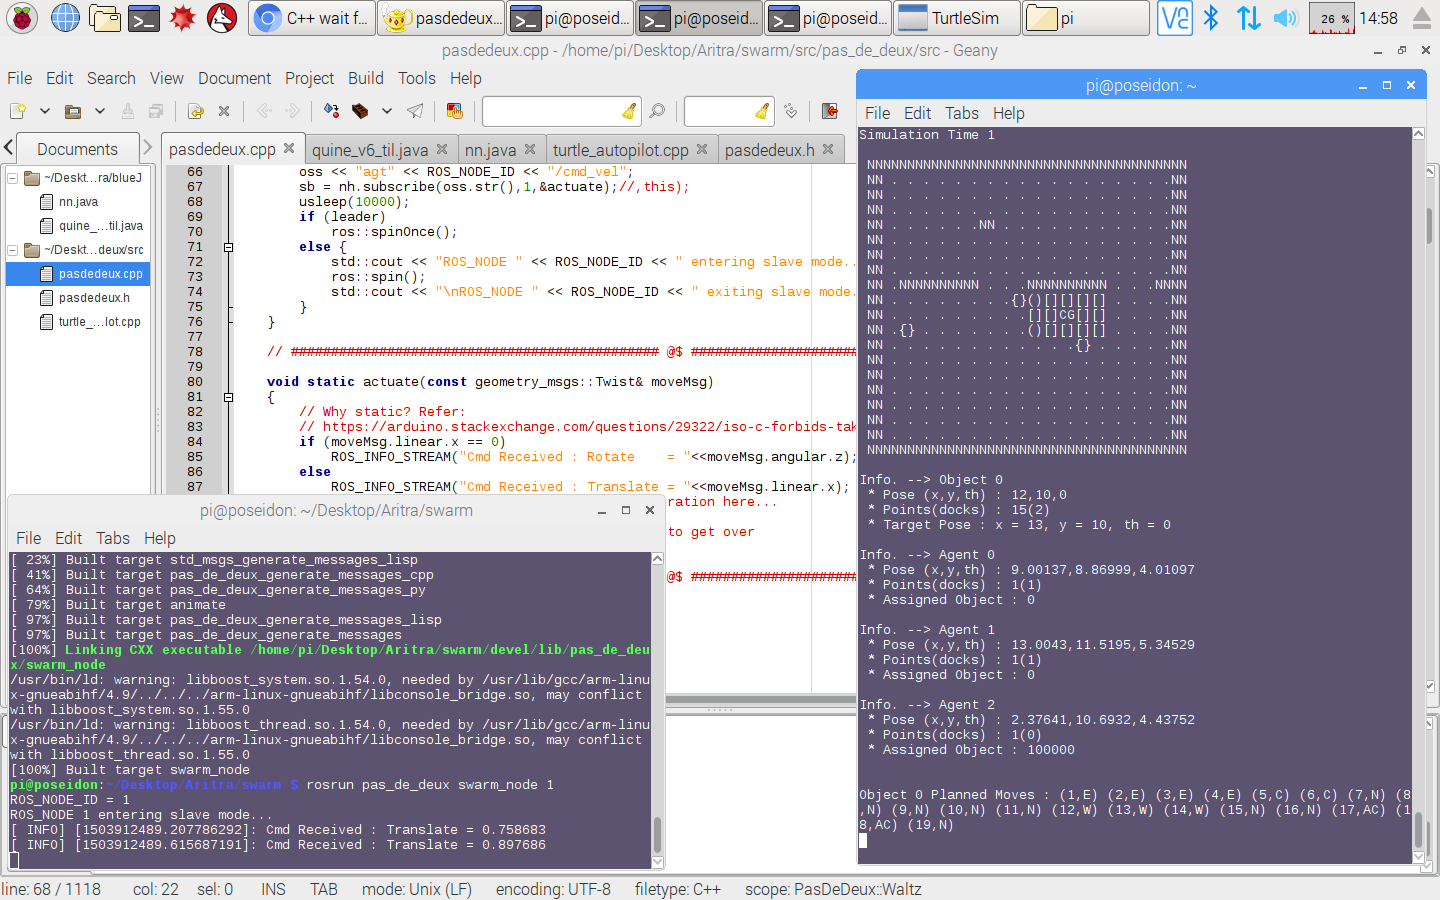 C++ wait f...
pasdedeux...
pi@poseid...
pi@poseid...
pi@poseid...
TurtleSim
pi
26 %
14:58
pasdedeux.cpp - /home/pi/Desktop/Aritra/swarm/src/pas_de_deux/src - Geany
File Edit Search View Document Project Build Tools Help
Documents
pasdedeux.cpp
quine_v6_til.java
nn.java
turtle_autopilot.cpp
pasdedeux.h
~/Deskt...ra/blueJ
nn.java
quine_...til.java
~/Deskt...deux/src
pasdedeux.cpp
pasdedeux.h
turtle_...lot.cpp
66 oss << "agt" << ROS_NODE_ID << "/cmd_vel";
67 sb = nh.subscribe(oss.str(),1,&actuate);//,this);
68 usleep(10000);
69 if (leader)
70 ros::spinOnce();
71 else {
72 std::cout << "ROS_NODE " << ROS_NODE_ID << " entering slave mode..
73 ros::spin();
74 std::cout << "\nROS_NODE " << ROS_NODE_ID << " exiting slave mode.
75 }
76 }
77
78 // ############################################## @$ #####################
79
80 void static actuate(const geometry_msgs::Twist& moveMsg)
81 {
82 // Why static? Refer:
83 // https://arduino.stackexchange.com/questions/29322/iso-c-forbids-tak
84 if (moveMsg.linear.x == 0)
85 ROS_INFO_STREAM("Cmd Received : Rotate    = "<<moveMsg.angular.z);
86 else
87 ROS_INFO_STREAM("Cmd Received : Translate = "<<moveMsg.linear.x);
ration here...
to get over
@$ #####################
pi@poseidon: ~/Desktop/Aritra/swarm
File Edit Tabs Help
[ 23%] Built target std_msgs_generate_messages_lisp
[ 41%] Built target pas_de_deux_generate_messages_cpp
[ 64%] Built target pas_de_deux_generate_messages_py
[ 79%] Built target animate
[ 97%] Built target pas_de_deux_generate_messages_lisp
[ 97%] Built target pas_de_deux_generate_messages
[100%] Linking CXX executable /home/pi/Desktop/Aritra/swarm/devel/lib/pas_de_deu
x/swarm_node
/usr/bin/ld: warning: libboost_system.so.1.54.0, needed by /usr/lib/gcc/arm-linu
x-gnueabihf/4.9/../../../arm-linux-gnueabihf/libconsole_bridge.so, may conflict
with libboost_system.so.1.55.0
/usr/bin/ld: warning: libboost_thread.so.1.54.0, needed by /usr/lib/gcc/arm-linu
x-gnueabihf/4.9/../../../arm-linux-gnueabihf/libconsole_bridge.so, may conflict
with libboost_thread.so.1.55.0
[100%] Built target swarm_node
pi@poseidon:~/Desktop/Aritra/swarm $ rosrun pas_de_deux swarm_node 1
ROS_NODE_ID = 1
ROS_NODE 1 entering slave mode...
[ INFO] [1503912489.207786292]: Cmd Received : Translate = 0.758683
[ INFO] [1503912489.615687191]: Cmd Received : Translate = 0.897686
pi@poseidon: ~
File Edit Tabs Help
Simulation Time 1
NNNNNNNNNNNNNNNNNNNNNNNNNNNNNNNNNNNNNNNN
NN . . . . . . . . . . . . . . . . . .NN
NN . . . . . . . . . . . . . . . . . .NN
NN . . . . . . . . . . . . . . . . . .NN
NN . . . . . .NN . . . . . . . . . . .NN
NN . . . . . . . . . . . . . . . . . .NN
NN . . . . . . . . . . . . . . . . . .NN
NN . . . . . . . . . . . . . . . . . .NN
NN .NNNNNNNNNN . . .NNNNNNNNNN . . .NNNN
NN . . . . . . . .{}()[][][][] . . . .NN
NN . . . . . . . . .[][]CG[][] . . . .NN
NN .{} . . . . . . .()[][][][] . . . .NN
NN . . . . . . . . . . . .{} . . . . .NN
NN . . . . . . . . . . . . . . . . . .NN
NN . . . . . . . . . . . . . . . . . .NN
NN . . . . . . . . . . . . . . . . . .NN
NN . . . . . . . . . . . . . . . . . .NN
NN . . . . . . . . . . . . . . . . . .NN
NN . . . . . . . . . . . . . . . . . .NN
NNNNNNNNNNNNNNNNNNNNNNNNNNNNNNNNNNNNNNNN
Info. --> Object 0
* Pose (x,y,th) : 12,10,0
* Points(docks) : 15(2)
* Target Pose : x = 13, y = 10, th = 0
Info. --> Agent 0
* Pose (x,y,th) : 9.00137,8.86999,4.01097
* Points(docks) : 1(1)
* Assigned Object : 0
Info. --> Agent 1
* Pose (x,y,th) : 13.0043,11.5195,5.34529
* Points(docks) : 1(1)
* Assigned Object : 0
Info. --> Agent 2
* Pose (x,y,th) : 2.37641,10.6932,4.43752
* Points(docks) : 1(0)
* Assigned Object : 100000
Object 0 Planned Moves : (1,E) (2,E) (3,E) (4,E) (5,C) (6,C) (7,N) (8
,N) (9,N) (10,N) (11,N) (12,W) (13,W) (14,W) (15,N) (16,N) (17,AC) (1
8,AC) (19,N)
line: 68 / 1118 col: 22 sel: 0 INS TAB mode: Unix (LF) encoding: UTF-8 filetype: C++ scope: PasDeDeux::Waltz